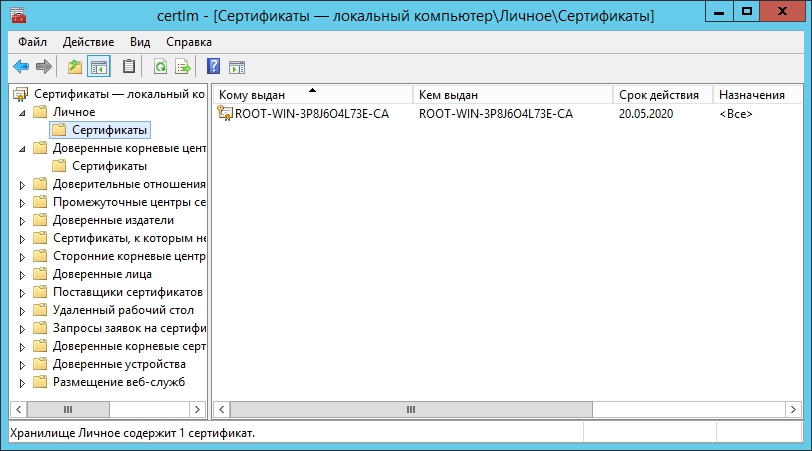 certlm - [Сертификаты — локальный компьютер\Личное\Сертификаты]
Файл Действие Вид Справка
Сертификаты — локальный ко
Личное
Сертификаты
Доверенные корневые цент
Сертификаты
Доверительные отношения
Промежуточные центры се
Доверенные издатели
Сертификаты, к которым не
Сторонние корневые центр
Доверенные лица
Поставщики сертификатов
Удаленный рабочий стол
Запросы заявок на сертифи
Доверенные корневые серт
Доверенные устройства
Размещение веб-служб
Кому выдан Кем выдан Срок действия Назначения
ROOT-WIN-3P8J6O4L73E-CA ROOT-WIN-3P8J6O4L73E-CA 20.05.2020 <Все>
Хранилище Личное содержит 1 сертификат.